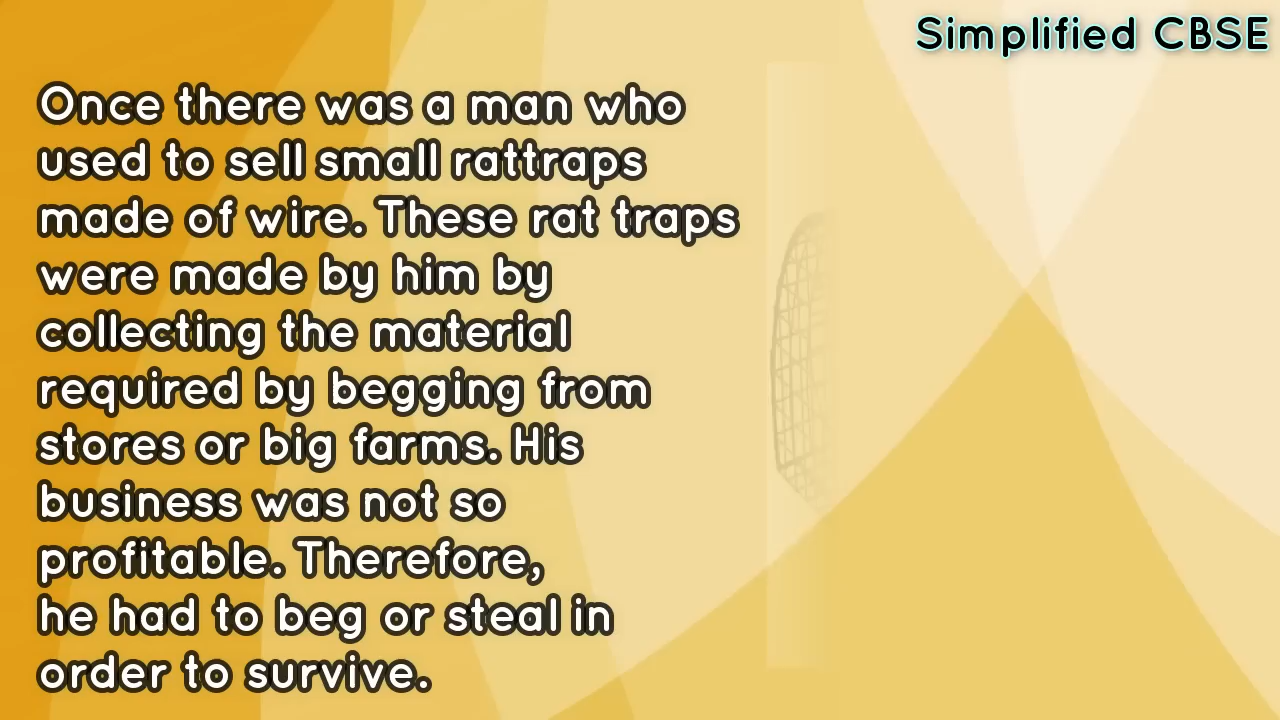 Simplified CBSE
Once there was a man who
used to sell small rattraps
made of wire. These rat traps
were made by him by
collecting the material
required by begging from
stores or big farms. His
business was not so
profitable. Therefore,
he had to beg or steal in
order to survive.